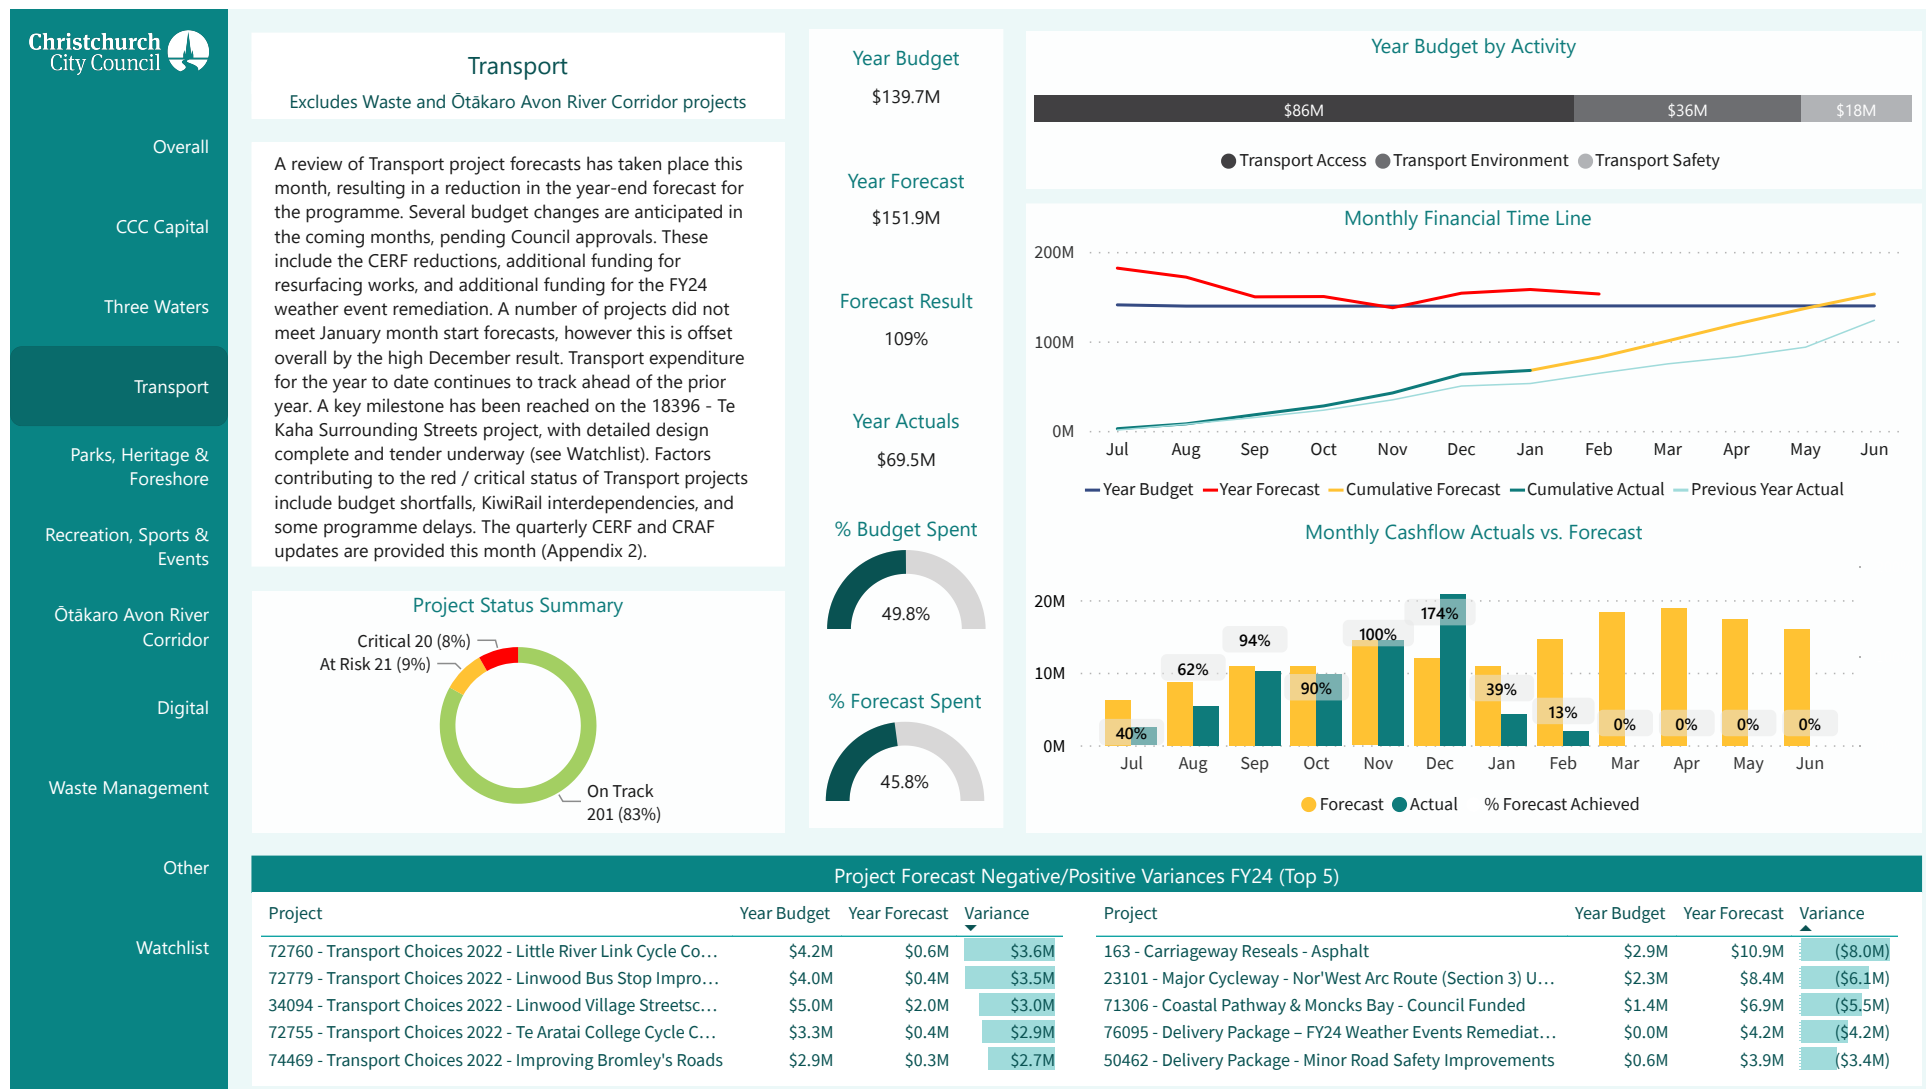 Christchurch
City Council
Overall
CCC Capital
Three Waters
Transport
Parks, Heritage &
Foreshore
Recreation, Sports &
Events
Ōtākaro Avon River
Corridor
Digital
Waste Management
Other
Watchlist
Transport
Excludes Waste and Ōtākaro Avon River Corridor projects
A review of Transport project forecasts has taken place this
month, resulting in a reduction in the year-end forecast for
the programme. Several budget changes are anticipated in
the coming months, pending Council approvals. These
include the CERF reductions, additional funding for
resurfacing works, and additional funding for the FY24
weather event remediation. A number of projects did not
meet January month start forecasts, however this is offset
overall by the high December result. Transport expenditure
for the year to date continues to track ahead of the prior
year. A key milestone has been reached on the 18396 - Te
Kaha Surrounding Streets project, with detailed design
complete and tender underway (see Watchlist). Factors
contributing to the red / critical status of Transport projects
include budget shortfalls, KiwiRail interdependencies, and
some programme delays. The quarterly CERF and CRAF
updates are provided this month (Appendix 2).
Project Status Summary
Critical 20 (8%)
At Risk 21 (9%)
On Track
201 (83%)
Year Budget
$139.7M
Year Forecast
$151.9M
Forecast Result
109%
Year Actuals
$69.5M
% Budget Spent
49.8%
% Forecast Spent
45.8%
Year Budget by Activity
$86M $36M $18M
Transport Access Transport Environment Transport Safety
Monthly Financial Time Line
200M
100M
0M
Jul Aug Sep Oct Nov Dec Jan Feb Mar Apr May Jun
Year Budget Year Forecast Cumulative Forecast Cumulative Actual Previous Year Actual
Monthly Cashflow Actuals vs. Forecast
20M
10M
0M
40% 62% 94% 90% 100% 174% 39% 13% 0% 0% 0% 0%
Jul Aug Sep Oct Nov Dec Jan Feb Mar Apr May Jun
Forecast Actual % Forecast Achieved
Project Forecast Negative/Positive Variances FY24 (Top 5)
Project Year Budget Year Forecast Variance
72760 - Transport Choices 2022 - Little River Link Cycle Co... $4.2M $0.6M $3.6M
72779 - Transport Choices 2022 - Linwood Bus Stop Impro... $4.0M $0.4M $3.5M
34094 - Transport Choices 2022 - Linwood Village Streetsc... $5.0M $2.0M $3.0M
72755 - Transport Choices 2022 - Te Aratai College Cycle C... $3.3M $0.4M $2.9M
74469 - Transport Choices 2022 - Improving Bromley's Roads $2.9M $0.3M $2.7M
Project Year Budget Year Forecast Variance
163 - Carriageway Reseals - Asphalt $2.9M $10.9M ($8.0M)
23101 - Major Cycleway - Nor'West Arc Route (Section 3) U... $2.3M $8.4M ($6.1M)
71306 - Coastal Pathway & Moncks Bay - Council Funded $1.4M $6.9M ($5.5M)
76095 - Delivery Package – FY24 Weather Events Remediat... $0.0M $4.2M ($4.2M)
50462 - Delivery Package - Minor Road Safety Improvements $0.6M $3.9M ($3.4M)